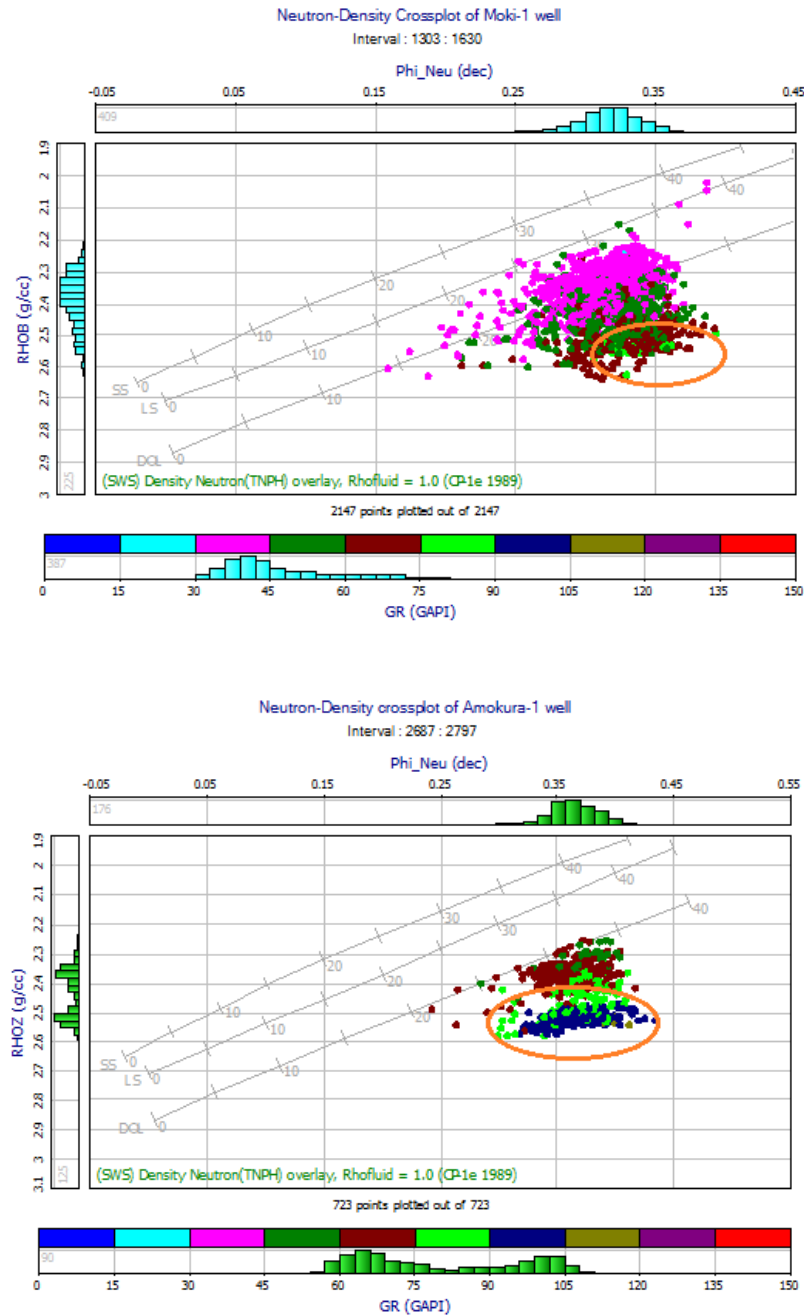 Neutron-Density Crossplot of Moki-1 well
Interval : 1303 : 1630
Phi_Neu (dec)
-0.05 0.05 0.15 0.25 0.35 0.45
409
1.9
2
2.1
2.2
2.3
2.4
2.5
2.6
2.7
2.8
2.9
3
RHOB (g/cc)
225
40
40
30
20
20
20
10
10
10
SS 0
LS 0
DOL 0
(SWS) Density Neutron(TNPH) overlay, Rhofluid = 1.0 (CP-1e 1989)
2147 points plotted out of 2147
387
0 15 30 45 60 75 90 105 120 135 150
GR (GAPI)
Neutron-Density crossplot of Amokura-1 well
Interval : 2687 : 2797
Phi_Neu (dec)
-0.05 0.05 0.15 0.25 0.35 0.45 0.55
176
1.9
2
2.1
2.2
2.3
2.4
2.5
2.6
2.7
2.8
2.9
3
3.1
RHOZ (g/cc)
125
40
40
40
30
30
20
20
20
10
10
10
SS 0
LS 0
DOL 0
(SWS) Density Neutron(TNPH) overlay, Rhofluid = 1.0 (CP-1e 1989)
723 points plotted out of 723
90
0 15 30 45 60 75 90 105 120 135 150
GR (GAPI)